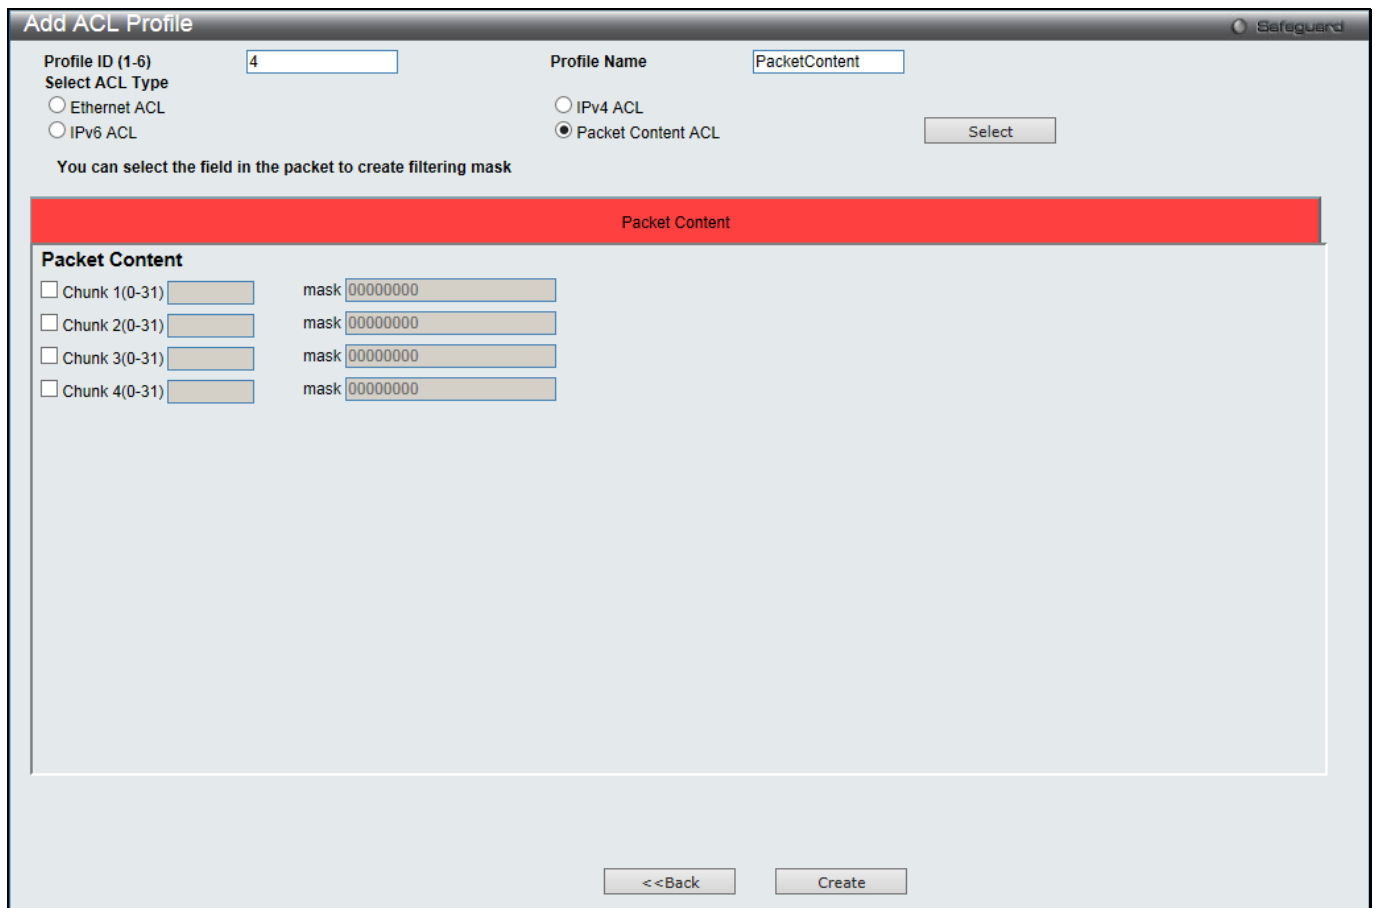 Add ACL Profile
Safeguard
Profile ID (1-6) 4 Profile Name PacketContent
Select ACL Type
Ethernet ACL IPv4 ACL
IPv6 ACL Packet Content ACL Select
You can select the field in the packet to create filtering mask
Packet Content
Packet Content
Chunk 1(0-31) mask 00000000
Chunk 2(0-31) mask 00000000
Chunk 3(0-31) mask 00000000
Chunk 4(0-31) mask 00000000
<<Back Create